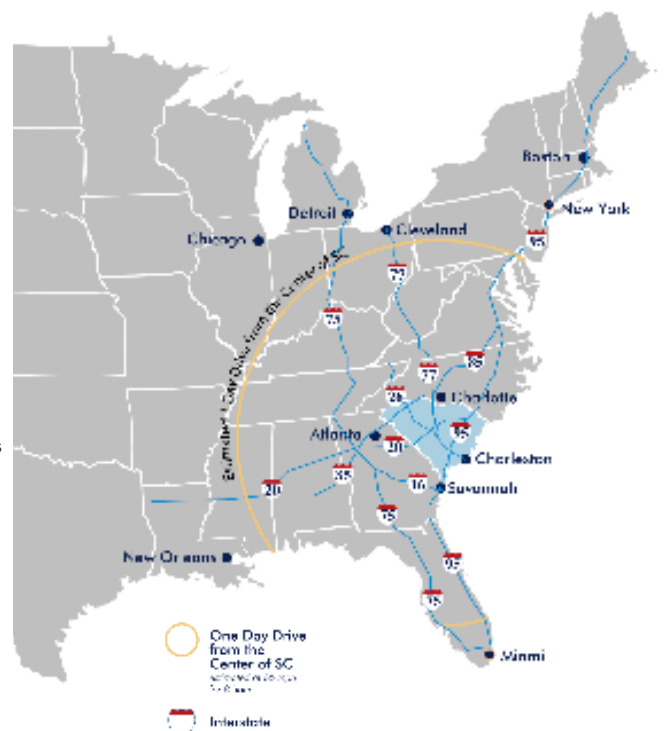 Boston
New York
Detroit
Cleveland
Chicago
95
77
75
77
85
26
Charlotte
Atlanta
20
95
Charleston
85
16
Savannah
20
75
New Orleans
95
75
Miami
One Day Drive
from the
Center of SC
Interstate